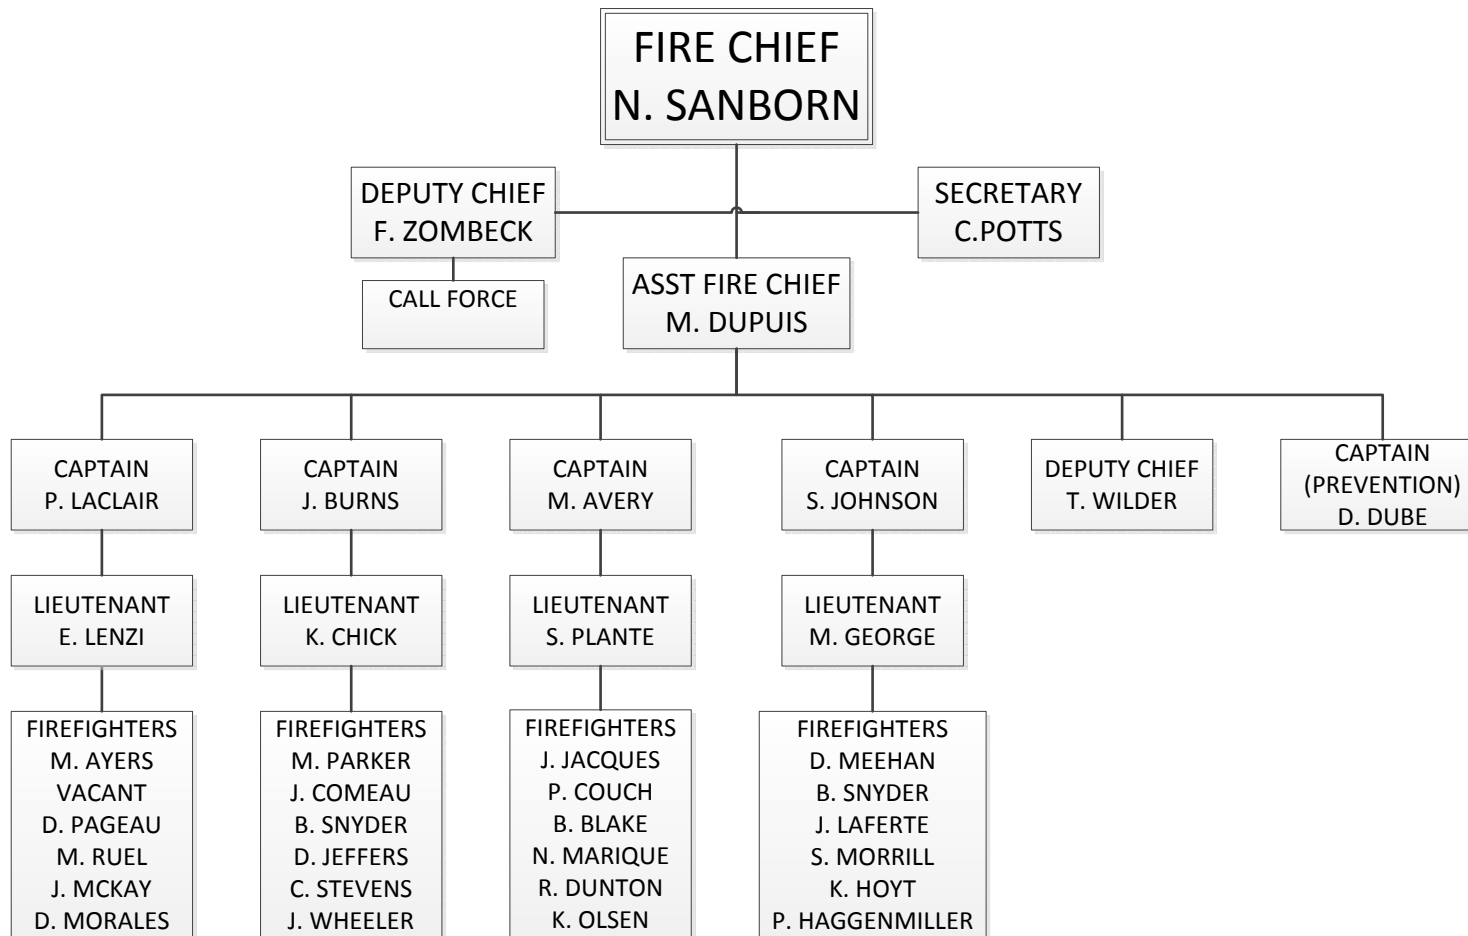 FIRE CHIEF
N. SANBORN
DEPUTY CHIEF
F. ZOMBECK
SECRETARY
C.POTTS
CALL FORCE
ASST FIRE CHIEF
M. DUPUIS
CAPTAIN
P. LACLAIR
CAPTAIN
J. BURNS
CAPTAIN
M. AVERY
CAPTAIN
S. JOHNSON
DEPUTY CHIEF
T. WILDER
CAPTAIN
(PREVENTION)
D. DUBE
LIEUTENANT
E. LENZI
LIEUTENANT
K. CHICK
LIEUTENANT
S. PLANTE
LIEUTENANT
M. GEORGE
FIREFIGHTERS
M. AYERS
VACANT
D. PAGEAU
M. RUEL
J. MCKAY
D. MORALES
FIREFIGHTERS
M. PARKER
J. COMEAU
B. SNYDER
D. JEFFERS
C. STEVENS
J. WHEELER
FIREFIGHTERS
J. JACQUES
P. COUCH
B. BLAKE
N. MARIQUE
R. DUNTON
K. OLSEN
FIREFIGHTERS
D. MEEHAN
B. SNYDER
J. LAFERTE
S. MORRILL
K. HOYT
P. HAGGENMILLER